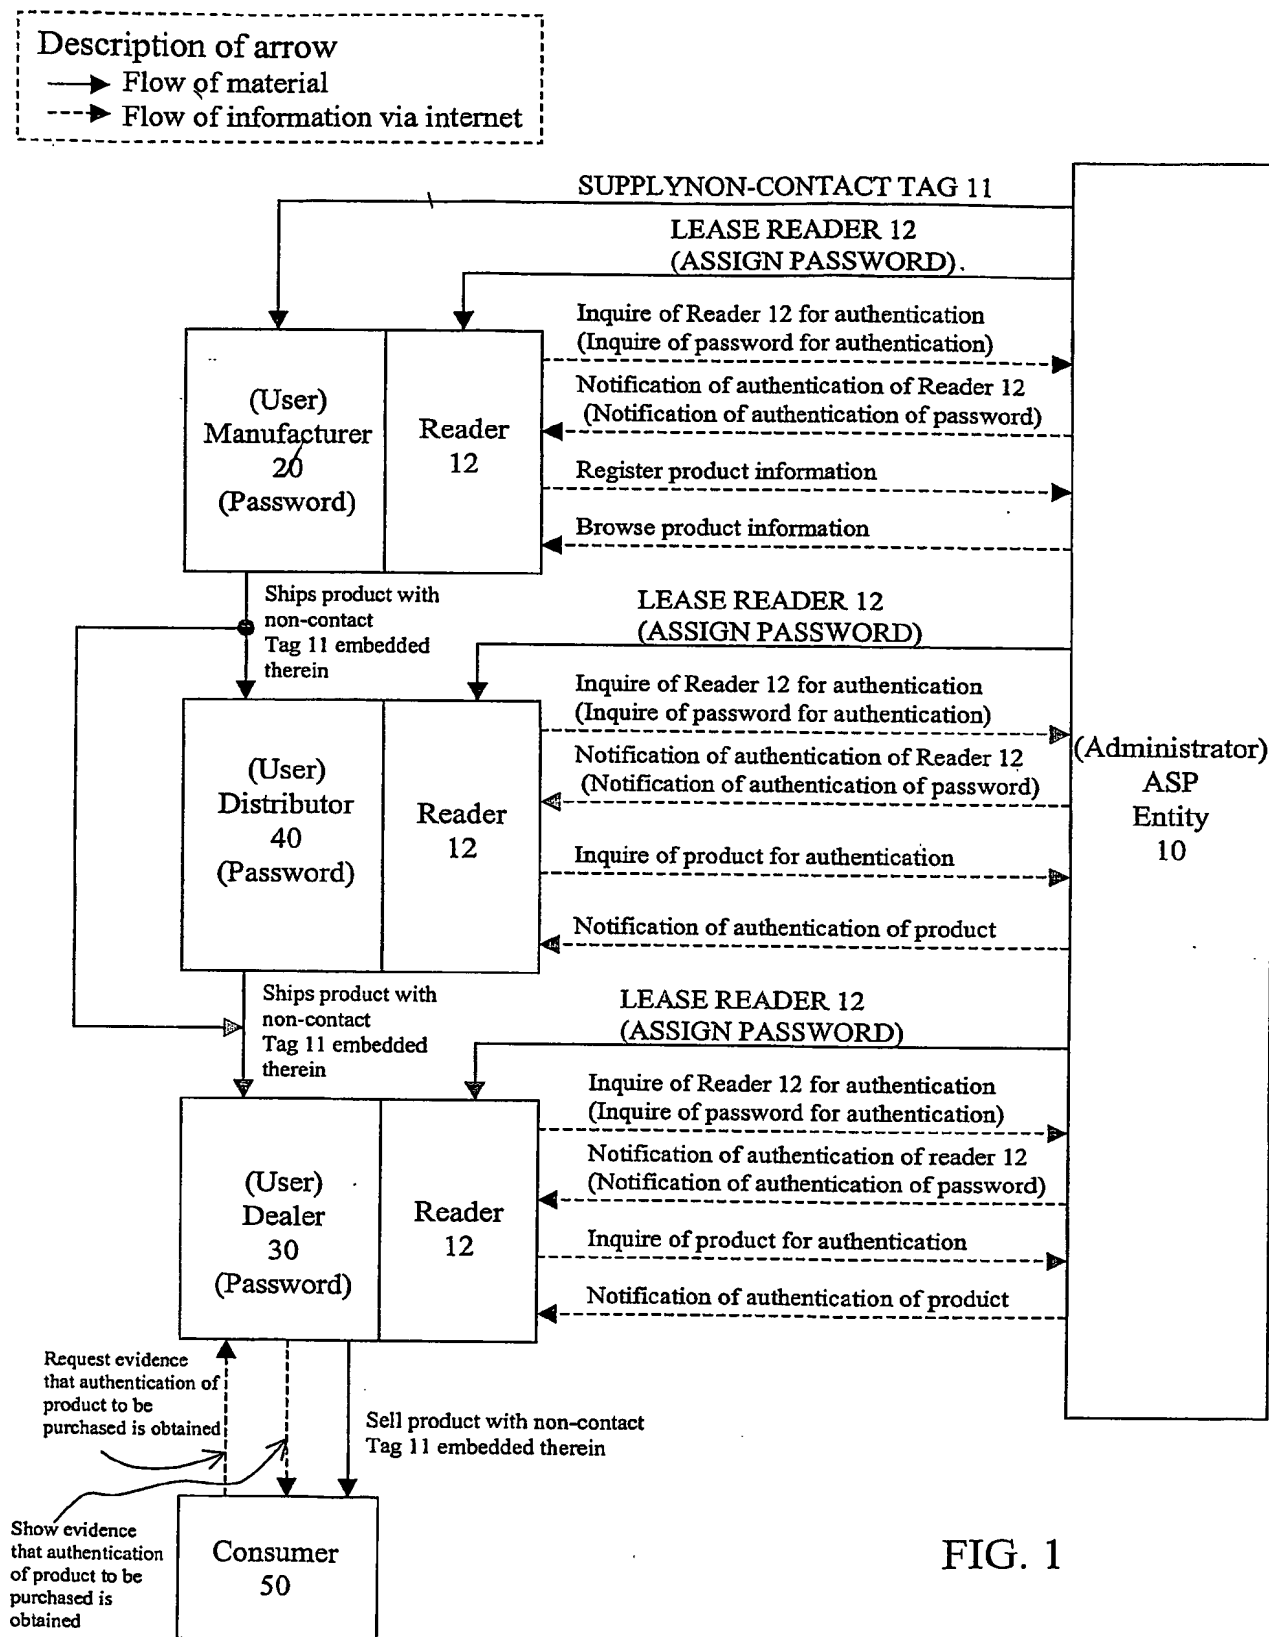 Description of arrow
Flow of material
Flow of information via internet
SUPPLYNON-CONTACT TAG 11
LEASE READER 12
(ASSIGN PASSWORD).
Inquire of Reader 12 for authentication
(Inquire of password for authentication)
Notification of authentication of Reader 12
(Notification of authentication of password)
Register product information
Browse product information
(User)
Manufacturer
20
(Password)
Reader
12
Ships product with
non-contact
Tag 11 embedded
therein
LEASE READER 12
(ASSIGN PASSWORD)
Inquire of Reader 12 for authentication
(Inquire of password for authentication)
Notification of authentication of Reader 12
(Notification of authentication of password)
Inquire of product for authentication
Notification of authentication of product
(User)
Distributor
40
(Password)
Reader
12
(Administrator)
ASP
Entity
10
Ships product with
non-contact
Tag 11 embedded
therein
LEASE READER 12
(ASSIGN PASSWORD)
Inquire of Reader 12 for authentication
(Inquire of password for authentication)
Notification of authentication of reader 12
(Notification of authentication of password)
Inquire of product for authentication
Notification of authentication of product
(User)
Dealer
30
(Password)
Reader
12
Request evidence
that authentication of
product to be
purchased is obtained
Sell product with non-contact
Tag 11 embedded therein
Show evidence
that authentication
of product to be
purchased is
obtained
Consumer
50
FIG. 1